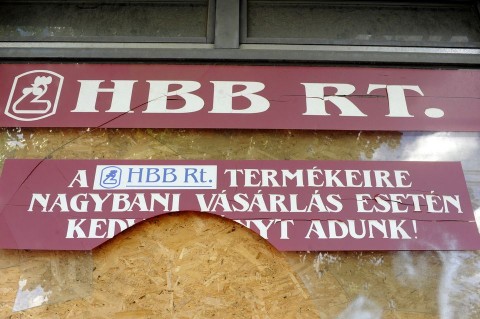 HBB RT.
A HBB Rt. TERMÉKEIRE
NAGYBANI VÁSÁRLÁS ESETÉN
ADUNK!